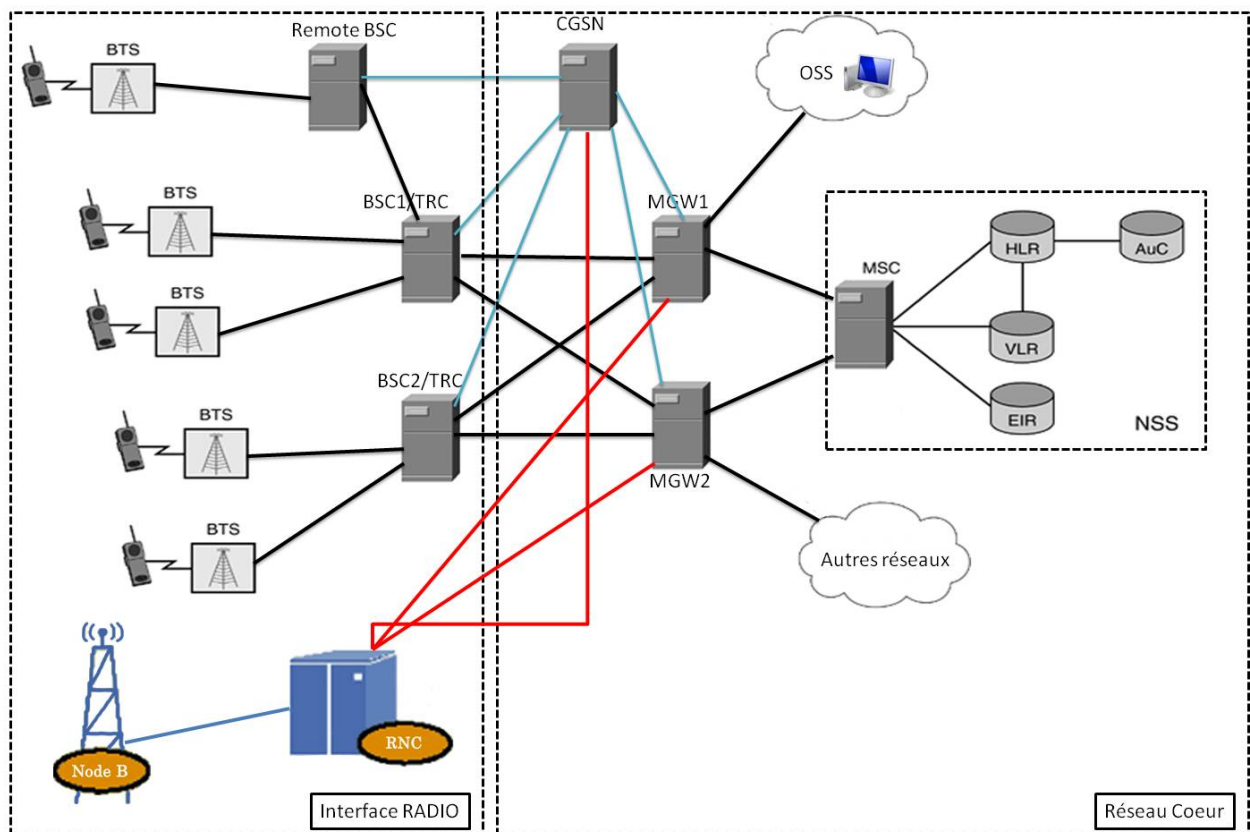 Remote BSC
CGSN
BTS
OSS
BTS
BSC1/TRC
MGW1
HLR
AuC
MSC
BTS
VLR
BSC2/TRC
BTS
EIR
NSS
MGW2
BTS
Autres réseaux
RNC
Node B
Interface RADIO
Réseau Coeur